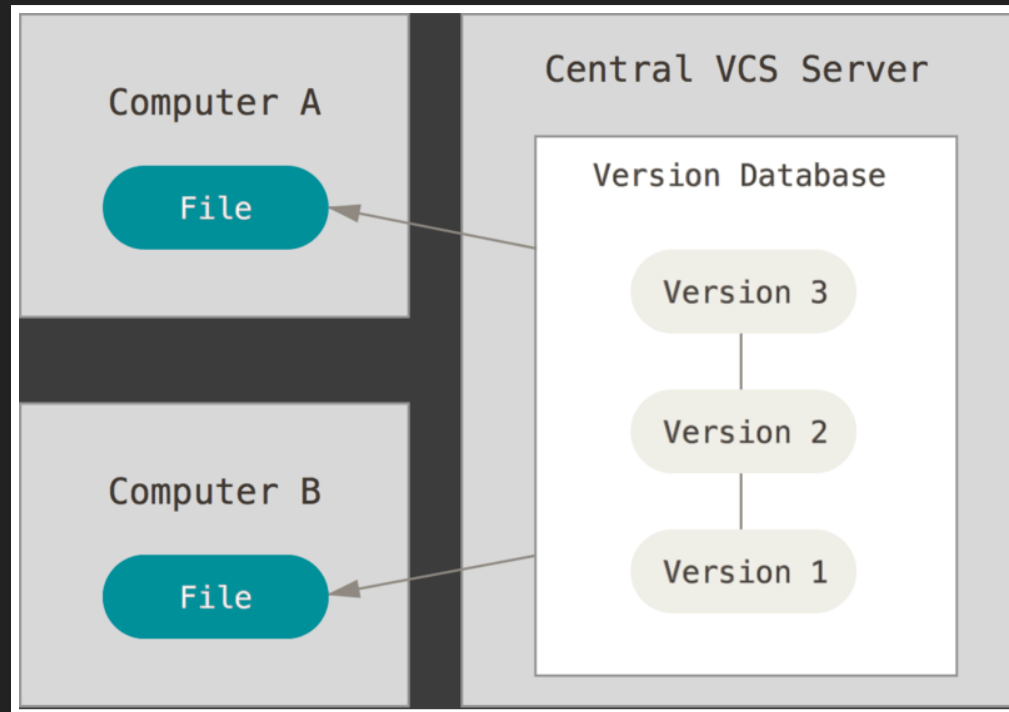 Computer A
File
Computer B
File
Central VCS Server
Version Database
Version 3
Version 2
Version 1